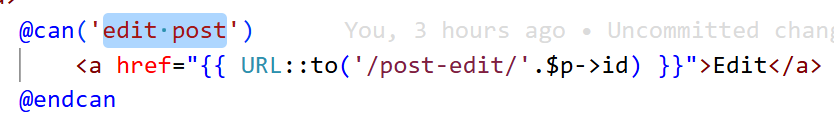 @can('edit·post') You, 3 hours ago • Uncommitted chang
<a href="{{ URL::to('/post-edit/'.$p->id) }}">Edit</a>
@endcan